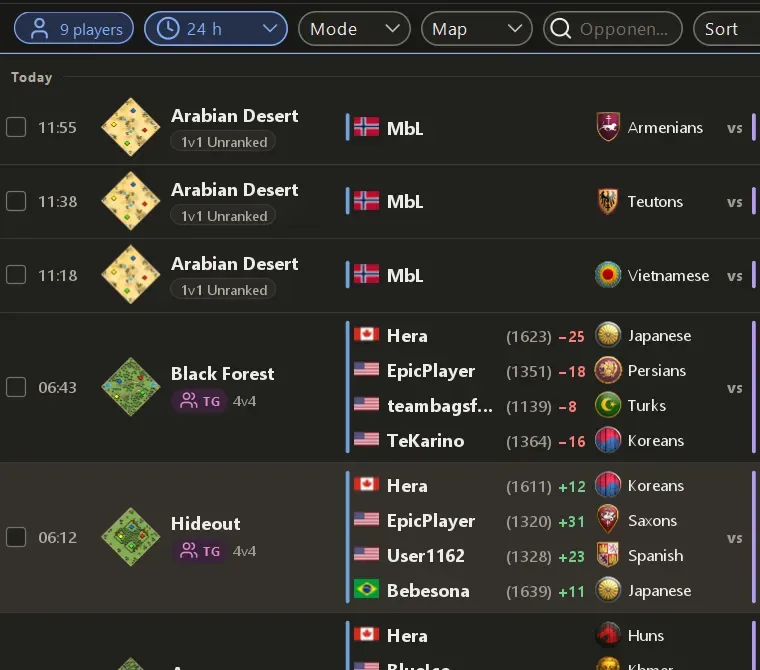 9 players 24 h Mode Map Opponen... Sort
Today
11:55 Arabian Desert 1v1 Unranked MbL Armenians vs
11:38 Arabian Desert 1v1 Unranked MbL Teutons vs
11:18 Arabian Desert 1v1 Unranked MbL Vietnamese vs
06:43 Black Forest TG 4v4 vs
Hera (1623) −25 Japanese
EpicPlayer (1351) −18 Persians
teambagsf... (1139) −8 Turks
TeKarino (1364) −16 Koreans
06:12 Hideout TG 4v4 vs
Hera (1611) +12 Koreans
EpicPlayer (1320) +31 Saxons
User1162 (1328) +23 Spanish
Bebesona (1639) +11 Japanese
Hera Huns